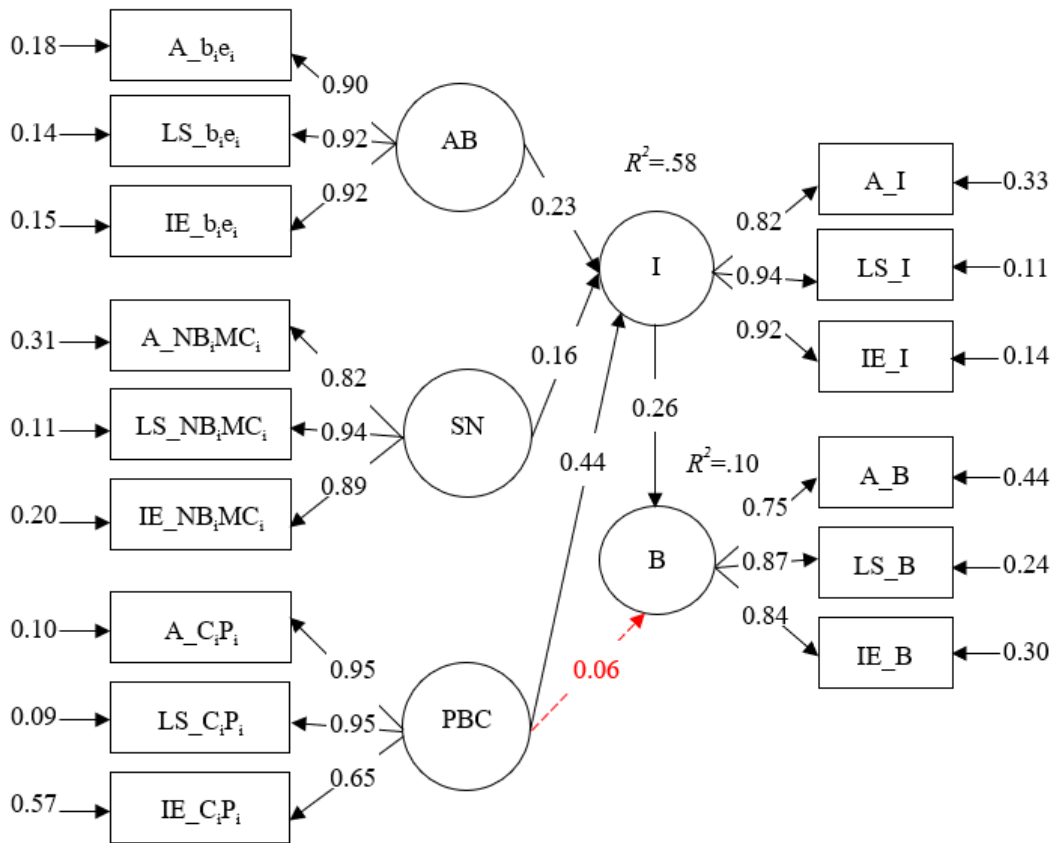 0.18
A_bᵢeᵢ
0.90
0.14
LS_bᵢeᵢ
0.92
AB
0.15
IE_bᵢeᵢ
0.92
0.23
0.31
A_NBᵢMCᵢ
0.82
0.11
LS_NBᵢMCᵢ
0.94
SN
0.20
IE_NBᵢMCᵢ
0.89
0.16
0.10
A_CᵢPᵢ
0.95
0.09
LS_CᵢPᵢ
0.95
PBC
0.57
IE_CᵢPᵢ
0.65
0.44
0.06
R²=.58
I
0.26
R²=.10
B
0.82
A_I
0.33
0.94
LS_I
0.11
0.92
IE_I
0.14
0.75
A_B
0.44
0.87
LS_B
0.24
0.84
IE_B
0.30